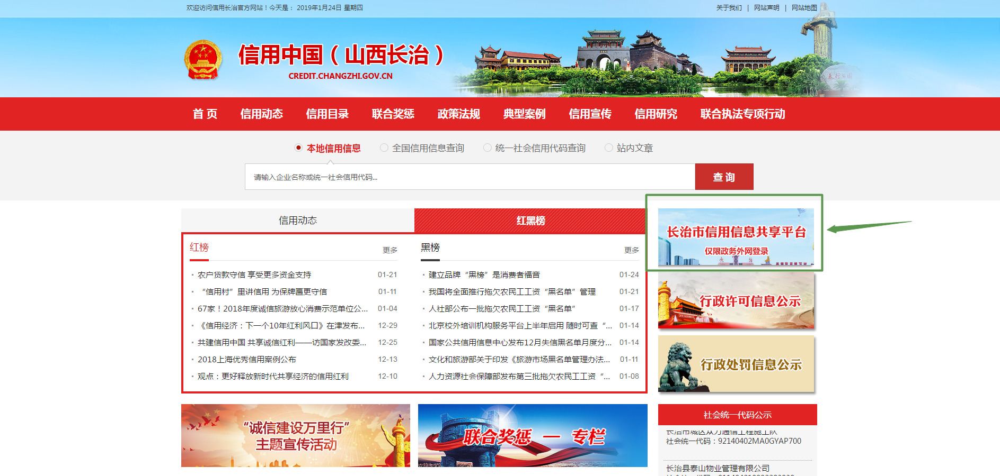 欢迎访问信用长治官方网站！今天是： 2019年1月24日 星期四
关于我们 | 网站声明 | 网站地图
信用中国（山西长治）
CREDIT.CHANGZHI.GOV.CN
太行公園
首 页 信用动态 信用目录 联合奖惩 政策法规 典型案例 信用宣传 信用研究 联合执法专项行动
本地信用信息 全国信用信息查询 统一社会信用代码查询 站内文章
请输入企业名称或统一社会信用代码...
查 询
信用动态 红黑榜
红榜 更多
农户贷款守信 享受更多资金支持 01-21
“信用村”里讲信用 为保牌匾更守信 01-11
67家！2018年度诚信旅游放心消费示范单位公... 01-04
《信用经济：下一个10年红利风口》在津发布... 12-29
共建信用中国 共享诚信红利——访国家发改委... 12-25
2018上海优秀信用案例公布 12-13
观点：更好释放新时代共享经济的信用红利 12-10
黑榜 更多
建立品牌“黑榜”是消费者福音 01-24
我国将全面推行拖欠农民工工资“黑名单”管理 01-21
人社部公布一批拖欠农民工工资“黑名单” 01-17
北京校外培训机构服务平台上半年启用 随时可查“... 01-14
国家公共信用信息中心发布12月失信黑名单月度分... 01-14
文化和旅游部关于印发《旅游市场黑名单管理办法... 01-11
人力资源社会保障部发布第三批拖欠农民工工资“... 01-08
长治市信用信息共享平台
仅限政务外网登录
长 治
行政许可信息公示
行政处罚信息公示
“诚信建设万里行”
主题宣传活动
联合奖惩 — 专栏
社会统一代码公示
长治市城区众力通信工程施工队
社会统一代码：92140402MA0GYAP700
长治县泰山物业管理有限公司